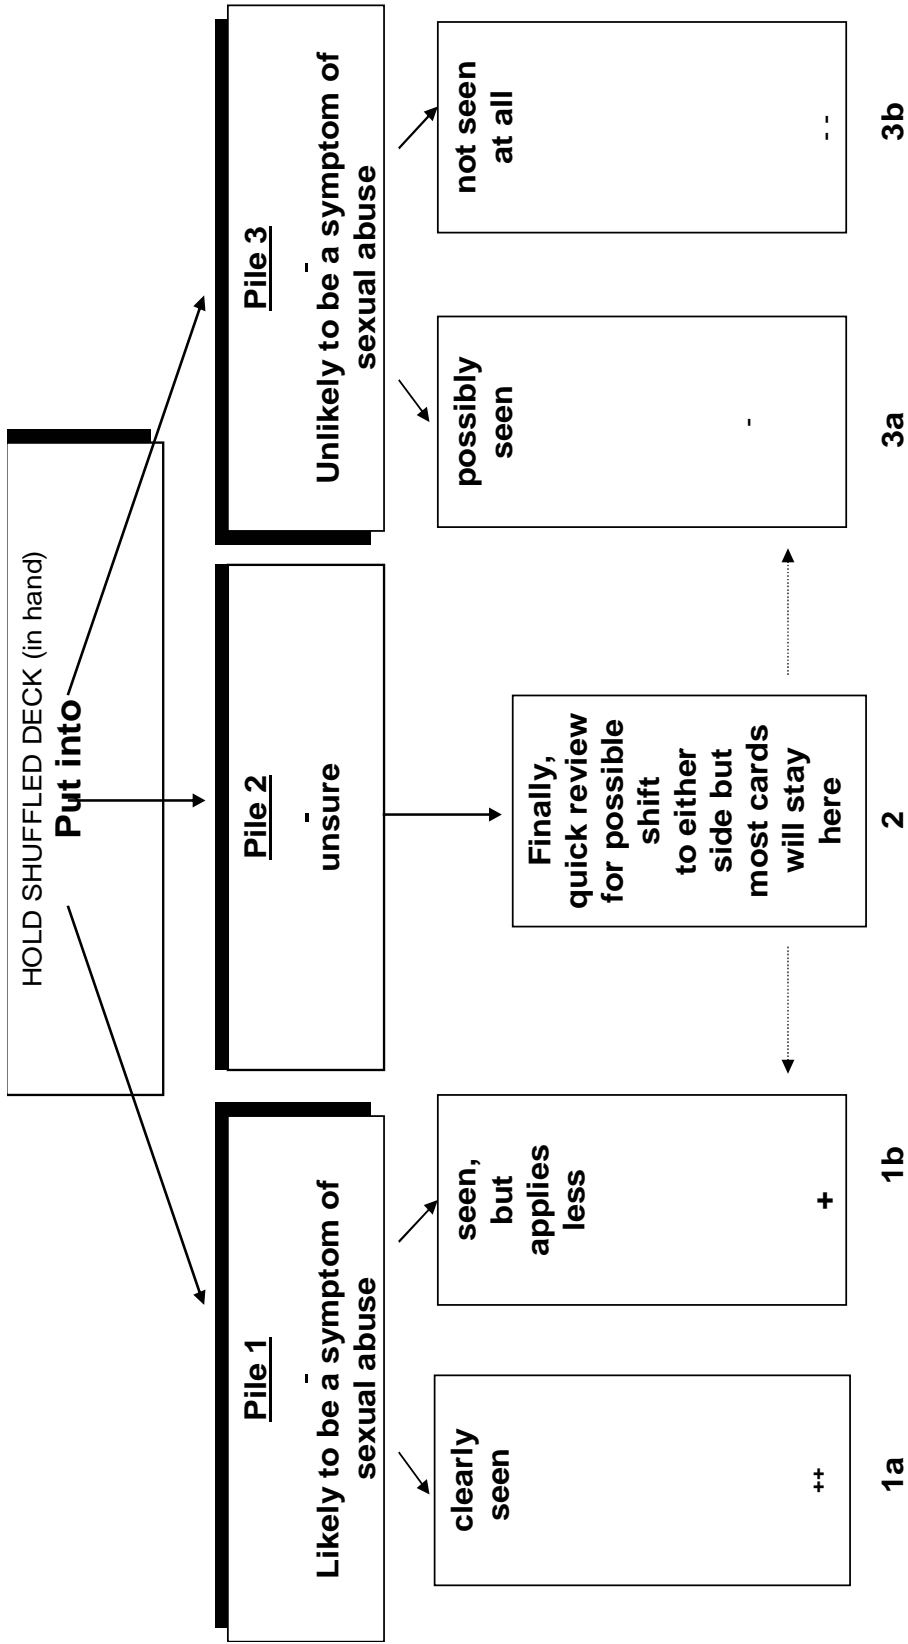 HOLD SHUFFLED DECK (in hand)
Put into
Pile 1
-
Likely to be a symptom of
sexual abuse
Pile 2
-
unsure
Pile 3
-
Unlikely to be a symptom of
sexual abuse
clearly
seen
++
1a
seen,
but
applies
less
+
1b
Finally,
quick review
for possible
shift
to either
side but
most cards
will stay
here
2
possibly
seen
-
3a
not seen
at all
- -
3b